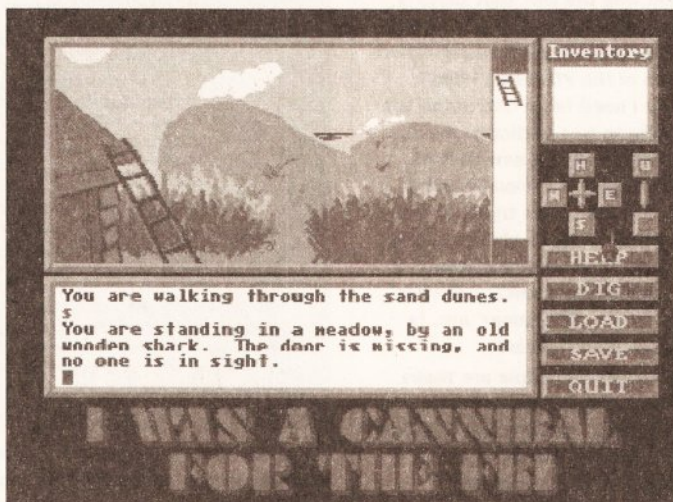 Inventory
N U
W E
S
HELP
DIG
LOAD
SAVE
QUIT
You are walking through the sand dunes.
s
You are standing in a meadow, by an old
wooden shark. The door is missing, and
no one is in sight.
I WAS A CANNIBAL
FOR THE FBI